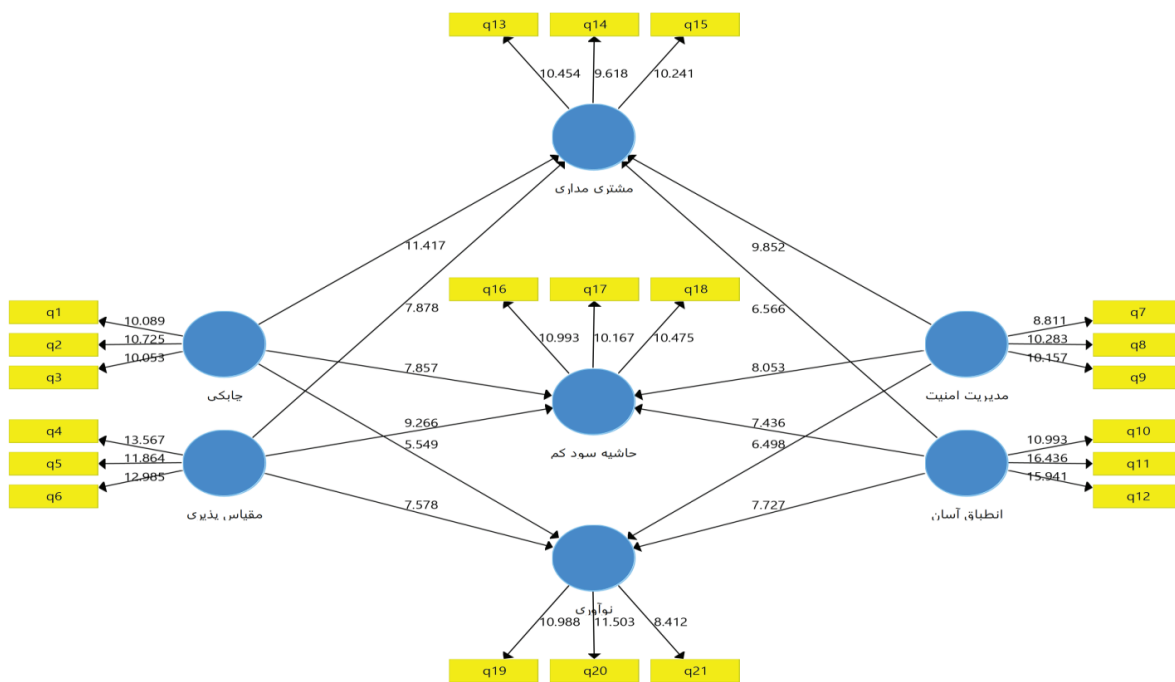 q13 q14 q15
10.454 9.618 10.241
مشتری مداری
11.417 9.852
7.878 6.566
q16 q17 q18
10.993 10.167 10.475
q1 10.089
q2 10.725
q3 10.053
چابکی
7.857 8.053
حاشیه سود کم
8.811 q7
10.283 q8
10.157 q9
مدیریت امنیت
9.266 7.436
5.549 6.498
q4 13.567
q5 11.864
q6 12.985
مقیاس پذیری
10.993 q10
16.436 q11
15.941 q12
انطباق آسان
7.578 7.727
نوآوری
10.988 11.503 8.412
q19 q20 q21